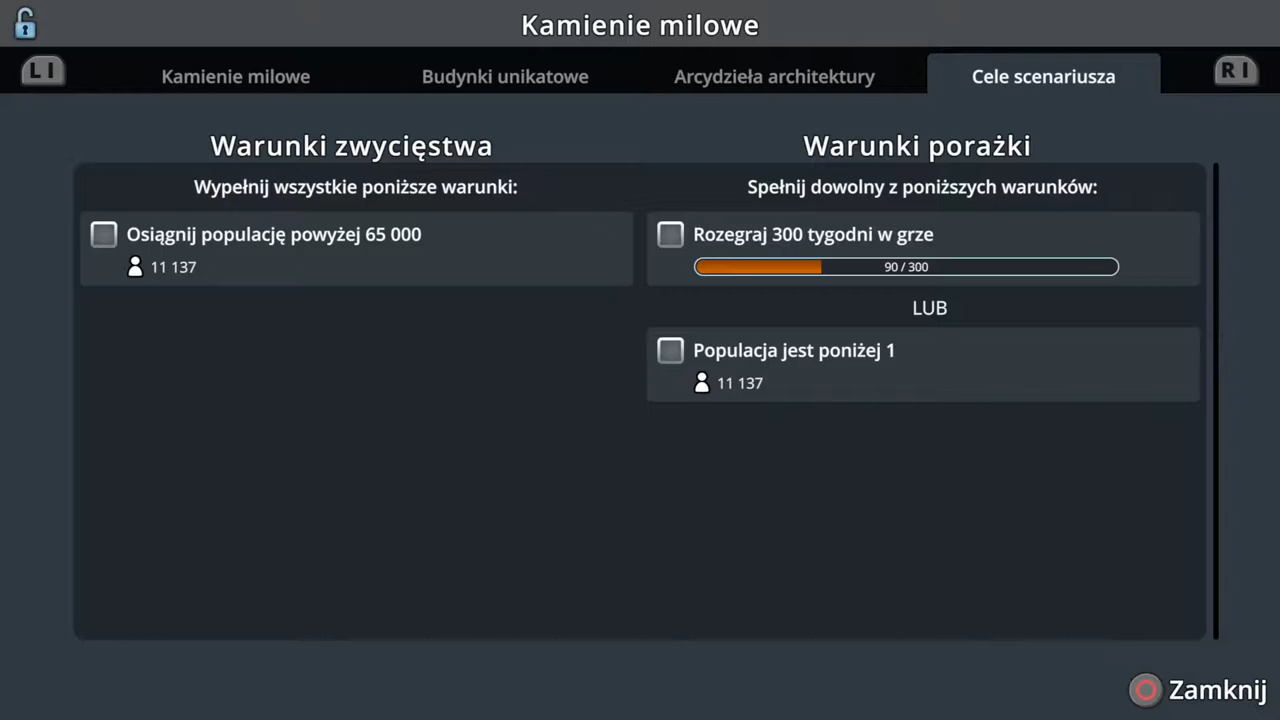 Kamienie milowe
L1 Kamienie milowe Budynki unikatowe Arcydzieła architektury Cele scenariusza R1
Warunki zwycięstwa
Wypełnij wszystkie poniższe warunki:
Osiągnij populację powyżej 65 000
11 137
Warunki porażki
Spełnij dowolny z poniższych warunków:
Rozegraj 300 tygodni w grze
90 / 300
LUB
Populacja jest poniżej 1
11 137
Zamknij